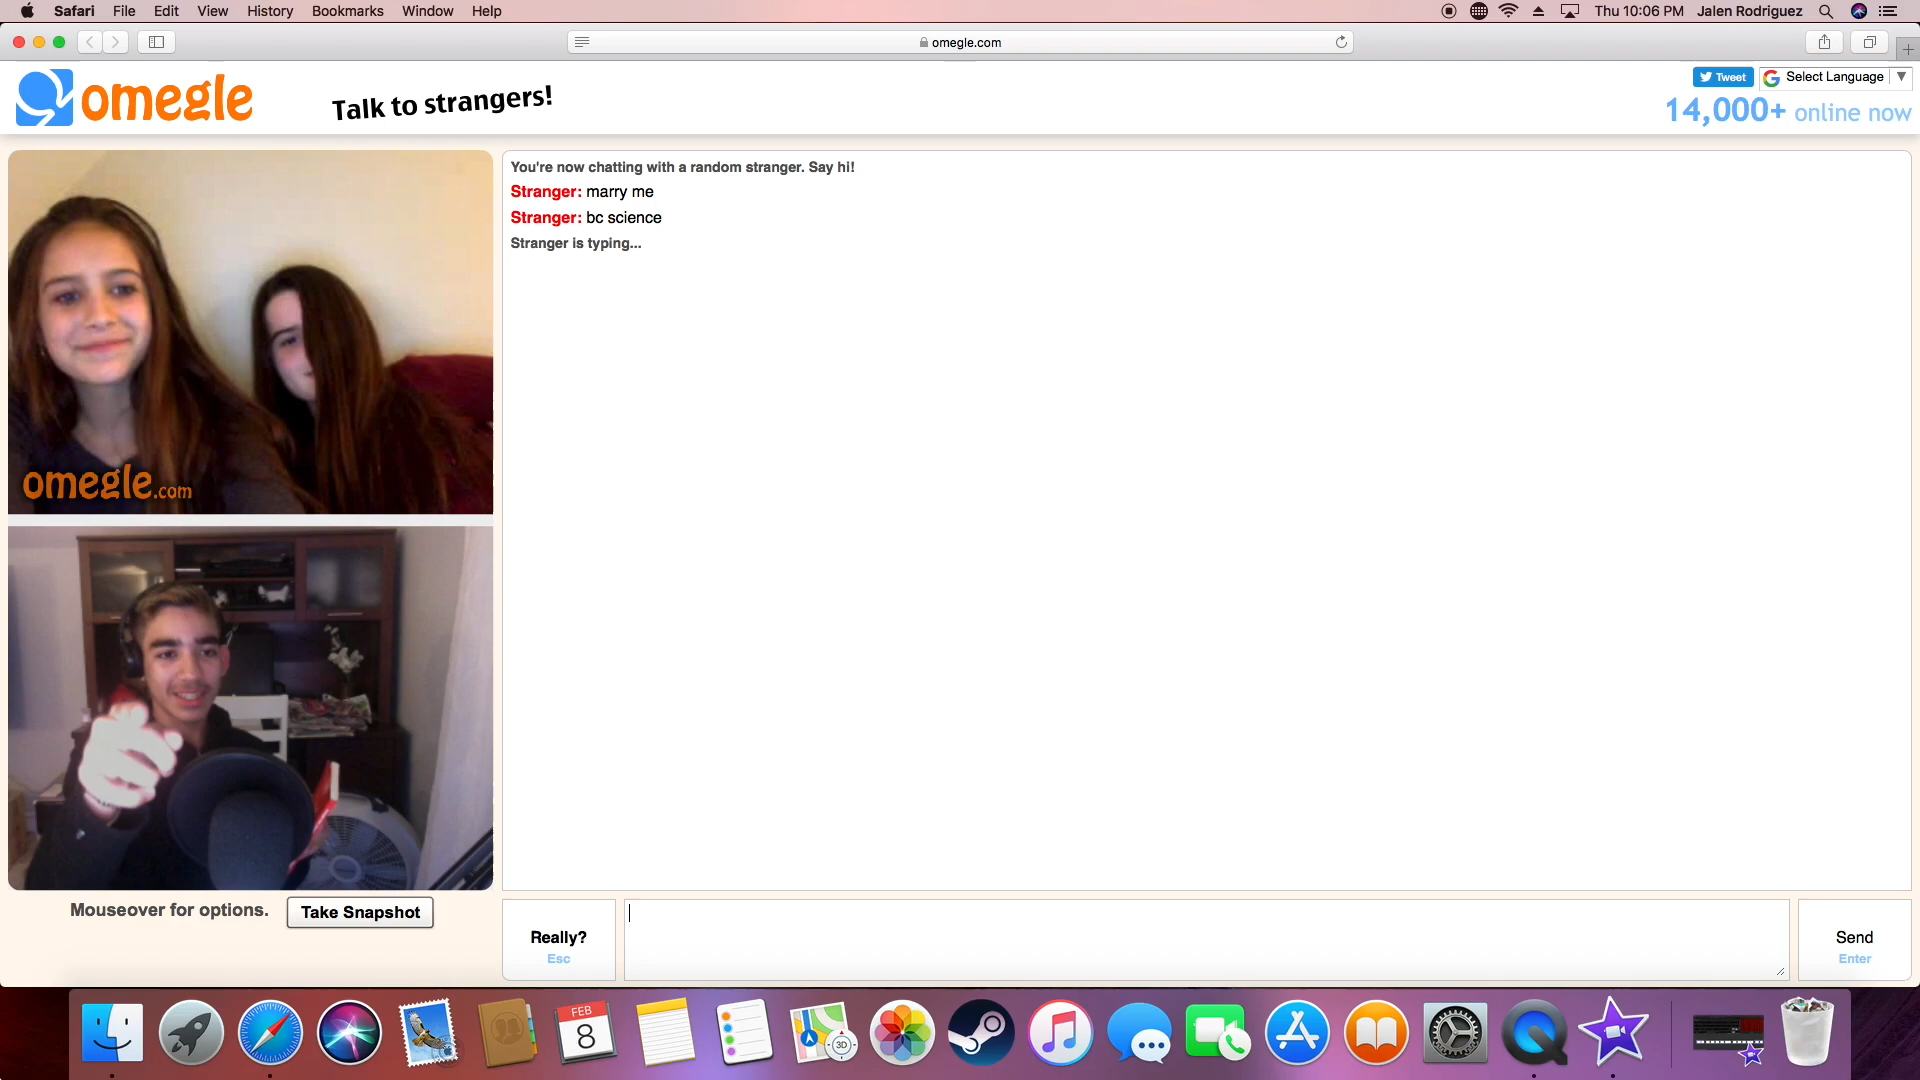 Safari File Edit View History Bookmarks Window Help Thu 10:06 PM Jalen Rodriguez
omegle.com
omegle Talk to strangers! Tweet Select Language
14,000+ online now
You're now chatting with a random stranger. Say hi!
Stranger: marry me
Stranger: bc science
Stranger is typing...
omegle.com
Mouseover for options. Take Snapshot
Really?
Esc
Send
Enter
FEB
8
3D